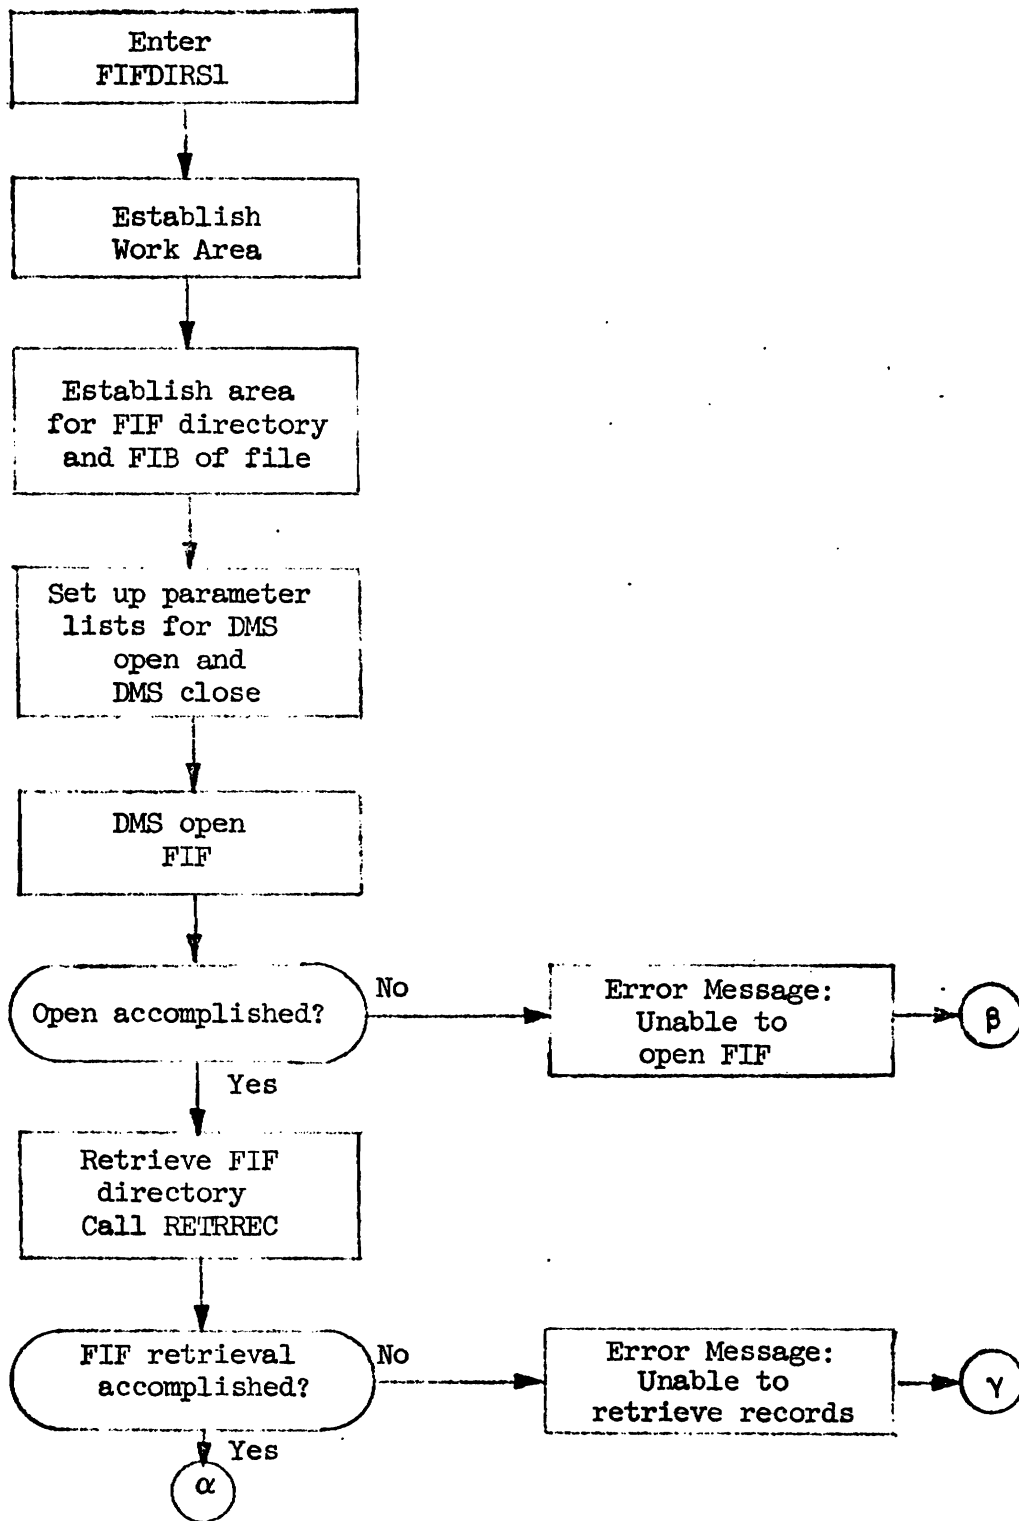 Enter
FIFDIRS1
Establish
Work Area
Establish area
for FIF directory
and FIB of file
Set up parameter
lists for DMS
open and
DMS close
DMS open
FIF
Open accomplished?
No
Error Message:
Unable to
open FIF
β
Yes
Retrieve FIF
directory
Call RETRREC
FIF retrieval
accomplished?
No
Error Message:
Unable to
retrieve records
γ
Yes
α